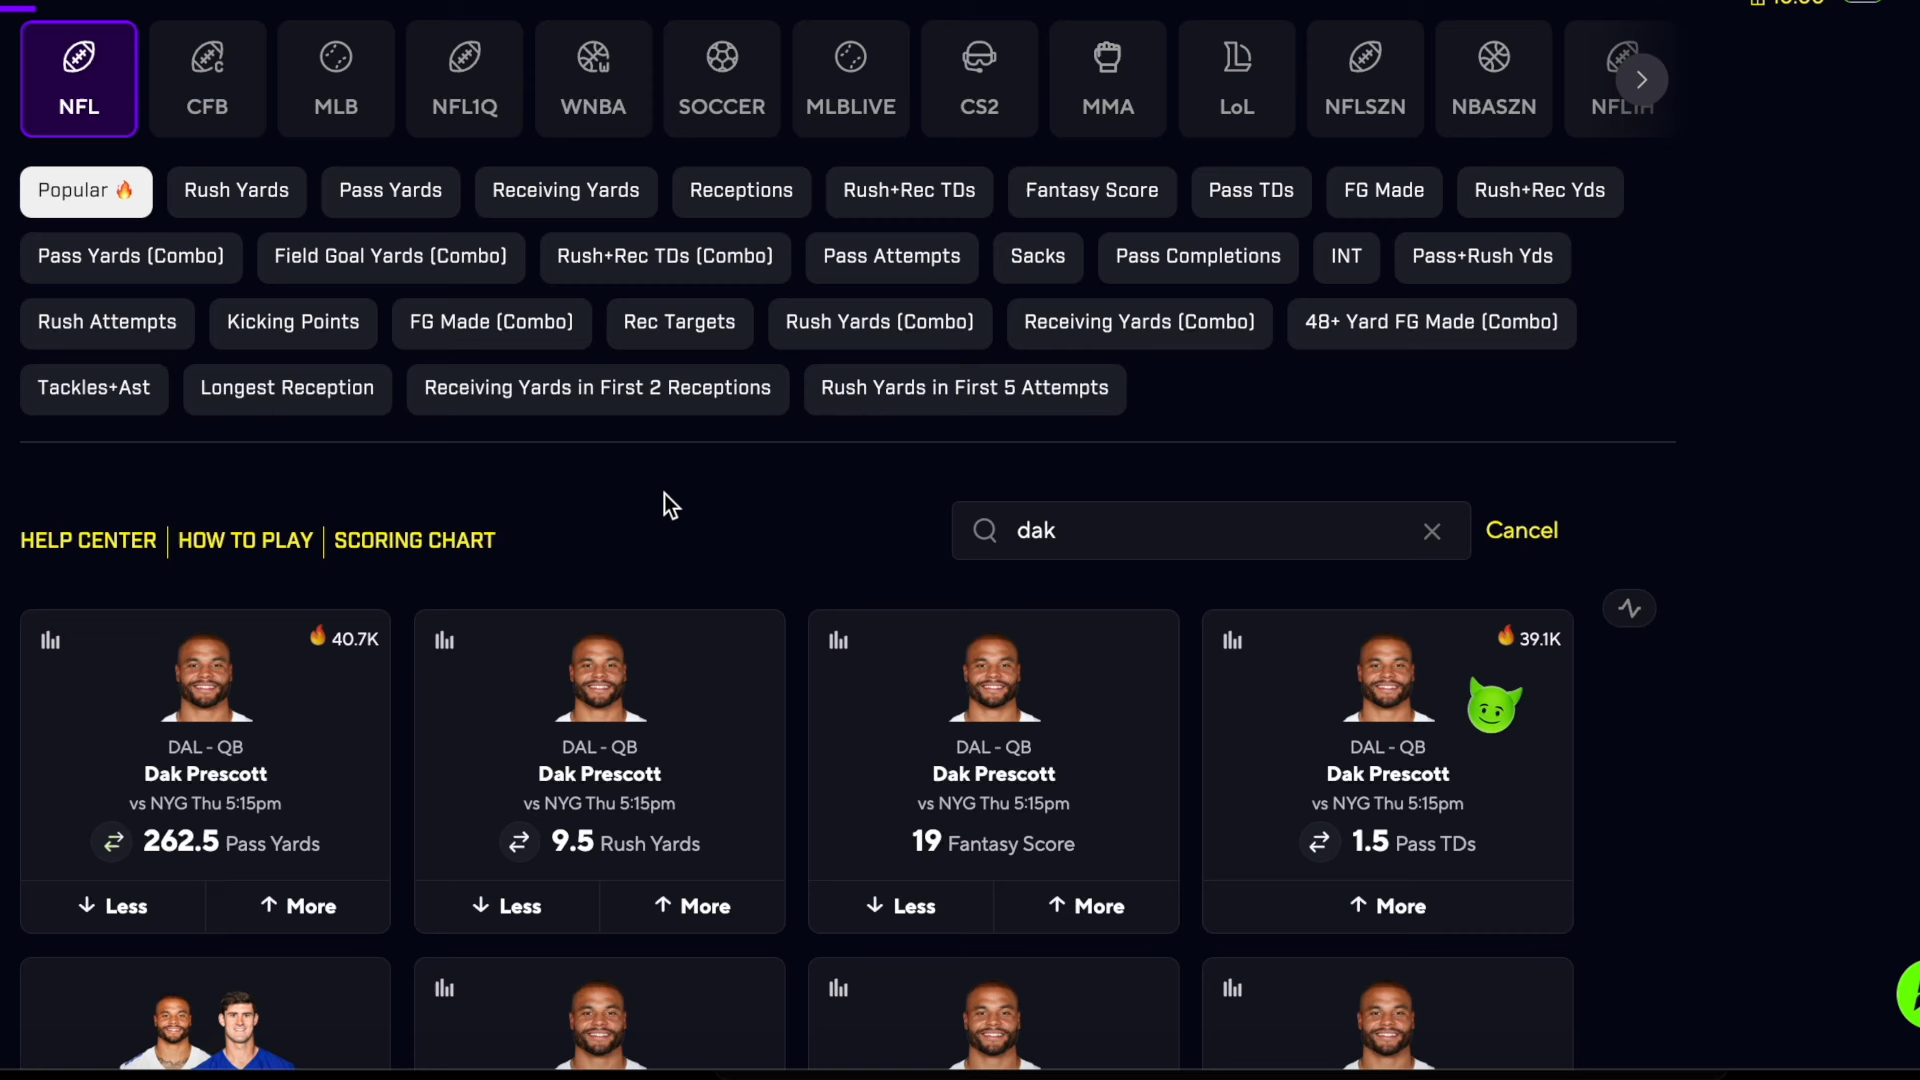 NFL
CFB
MLB
NFL1Q
WNBA
SOCCER
MLBLIVE
CS2
MMA
LoL
NFLSZN
NBASZN
Popular
Rush Yards
Pass Yards
Receiving Yards
Receptions
Rush+Rec TDs
Fantasy Score
Pass TDs
FG Made
Rush+Rec Yds
Pass Yards (Combo)
Field Goal Yards (Combo)
Rush+Rec TDs (Combo)
Pass Attempts
Sacks
Pass Completions
INT
Pass+Rush Yds
Rush Attempts
Kicking Points
FG Made (Combo)
Rec Targets
Rush Yards (Combo)
Receiving Yards (Combo)
48+ Yard FG Made (Combo)
Tackles+Ast
Longest Reception
Receiving Yards in First 2 Receptions
Rush Yards in First 5 Attempts
HELP CENTER
HOW TO PLAY
SCORING CHART
dak
Cancel
40.7K
DAL - QB
Dak Prescott
vs NYG Thu 5:15pm
262.5 Pass Yards
Less
More
DAL - QB
Dak Prescott
vs NYG Thu 5:15pm
9.5 Rush Yards
Less
More
DAL - QB
Dak Prescott
vs NYG Thu 5:15pm
19 Fantasy Score
Less
More
39.1K
DAL - QB
Dak Prescott
vs NYG Thu 5:15pm
1.5 Pass TDs
More